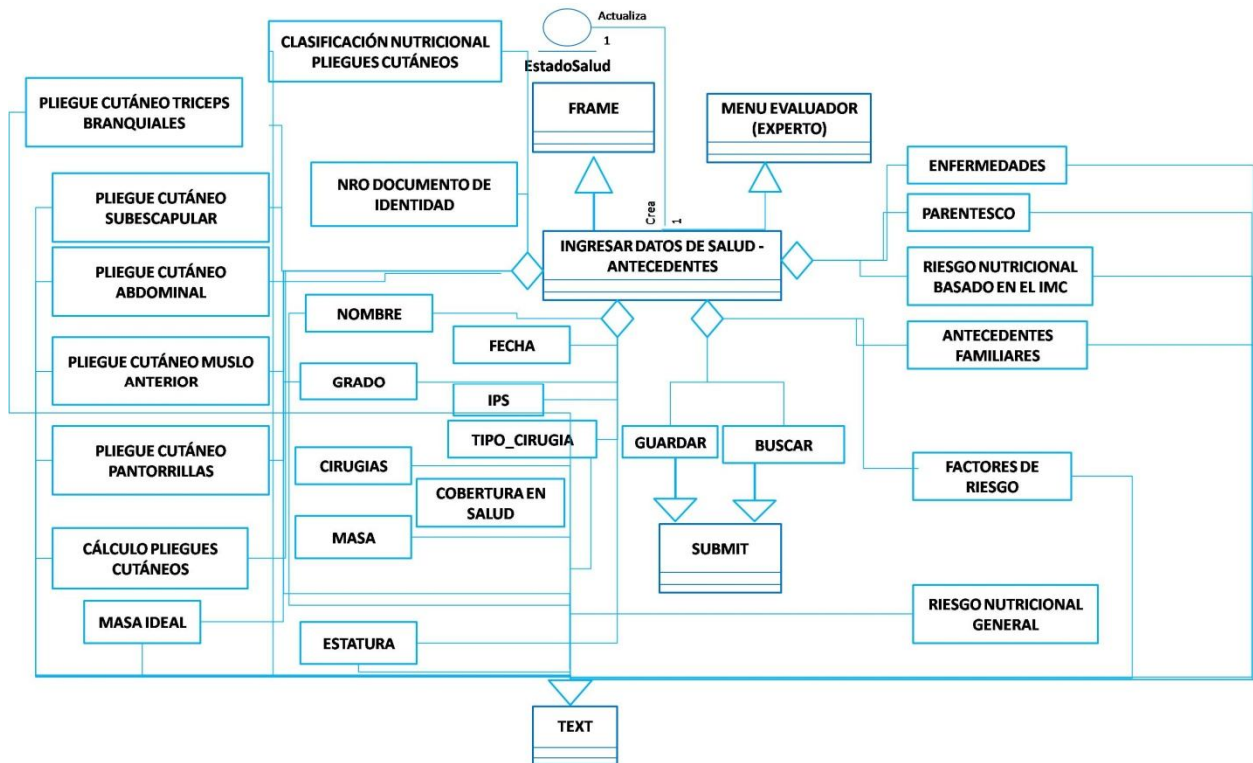 Actualiza
1
EstadoSalud
CLASIFICACIÓN NUTRICIONAL
PLIEGUES CUTÁNEOS
PLIEGUE CUTÁNEO TRICEPS
BRANQUIALES
FRAME
MENU EVALUADOR
(EXPERTO)
ENFERMEDADES
NRO DOCUMENTO DE
IDENTIDAD
PLIEGUE CUTÁNEO
SUBESCAPULAR
Crea
1
PARENTESCO
INGRESAR DATOS DE SALUD -
ANTECEDENTES
PLIEGUE CUTÁNEO
ABDOMINAL
RIESGO NUTRICIONAL
BASADO EN EL IMC
NOMBRE
FECHA
ANTECEDENTES
FAMILIARES
PLIEGUE CUTÁNEO MUSLO
ANTERIOR
GRADO
IPS
TIPO_CIRUGIA
GUARDAR
BUSCAR
PLIEGUE CUTÁNEO
PANTORRILLAS
CIRUGIAS
FACTORES DE
RIESGO
COBERTURA EN
SALUD
MASA
SUBMIT
CÁLCULO PLIEGUES
CUTÁNEOS
MASA IDEAL
RIESGO NUTRICIONAL
GENERAL
ESTATURA
TEXT